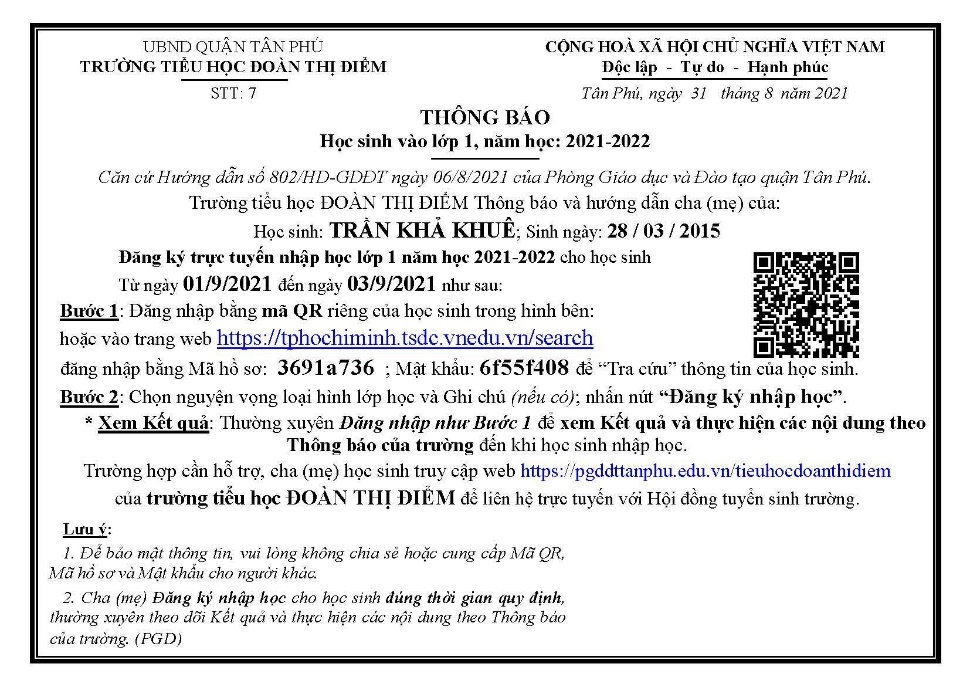 UBND QUẬN TÂN PHÚ
TRƯỜNG TIỂU HỌC ĐOÀN THỊ ĐIỂM
STT: 7
CỘNG HOÀ XÃ HỘI CHỦ NGHĨA VIỆT NAM
Độc lập - Tự do - Hạnh phúc
Tân Phú, ngày 31 tháng 8 năm 2021
THÔNG BÁO
Học sinh vào lớp 1, năm học: 2021-2022
Căn cứ Hướng dẫn số 802/HD-GDĐT ngày 06/8/2021 của Phòng Giáo dục và Đào tạo quận Tân Phú.
Trường tiểu học ĐOÀN THỊ ĐIỂM Thông báo và hướng dẫn cha (mẹ) của:
Học sinh: TRẦN KHẢ KHUÊ; Sinh ngày: 28 / 03 / 2015
Đăng ký trực tuyến nhập học lớp 1 năm học 2021-2022 cho học sinh
Từ ngày 01/9/2021 đến ngày 03/9/2021 như sau:
Bước 1: Đăng nhập bằng mã QR riêng của học sinh trong hình bên:
hoặc vào trang web https://tphochiminh.tsdc.vnedu.vn/search
đăng nhập bằng Mã hồ sơ: 3691a736 ; Mật khẩu: 6f55f408 để “Tra cứu” thông tin của học sinh.
Bước 2: Chọn nguyện vọng loại hình lớp học và Ghi chú (nếu có); nhấn nút “Đăng ký nhập học”.
* Xem Kết quả: Thường xuyên Đăng nhập như Bước 1 để xem Kết quả và thực hiện các nội dung theo
Thông báo của trường đến khi học sinh nhập học.
Trường hợp cần hỗ trợ, cha (mẹ) học sinh truy cập web https://pgddttanphu.edu.vn/tieuhocdoanthidiem
của trường tiểu học ĐOÀN THỊ ĐIỂM để liên hệ trực tuyến với Hội đồng tuyển sinh trường.
Lưu ý:
1. Để bảo mật thông tin, vui lòng không chia sẻ hoặc cung cấp Mã QR,
Mã hồ sơ và Mật khẩu cho người khác.
2. Cha (mẹ) Đăng ký nhập học cho học sinh đúng thời gian quy định,
thường xuyên theo dõi Kết quả và thực hiện các nội dung theo Thông báo
của trường. (PGD)